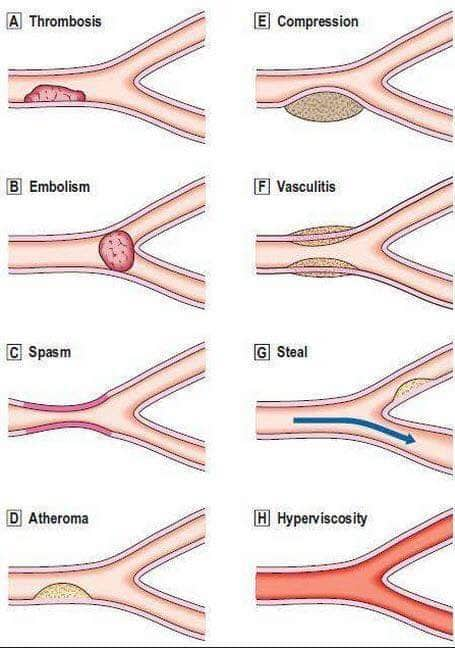 A Thrombosis
B Embolism
C Spasm
D Atheroma
E Compression
F Vasculitis
G Steal
H Hyperviscosity